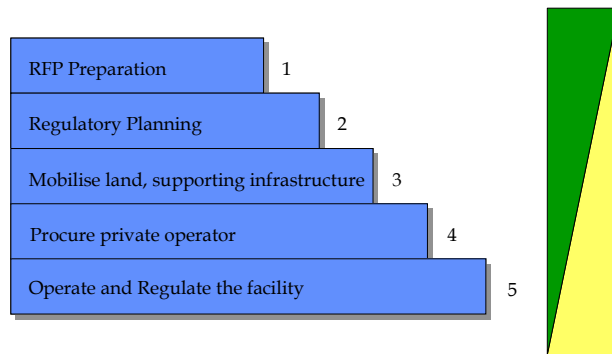 RFP Preparation 1
Regulatory Planning 2
Mobilise land, supporting infrastructure 3
Procure private operator 4
Operate and Regulate the facility 5